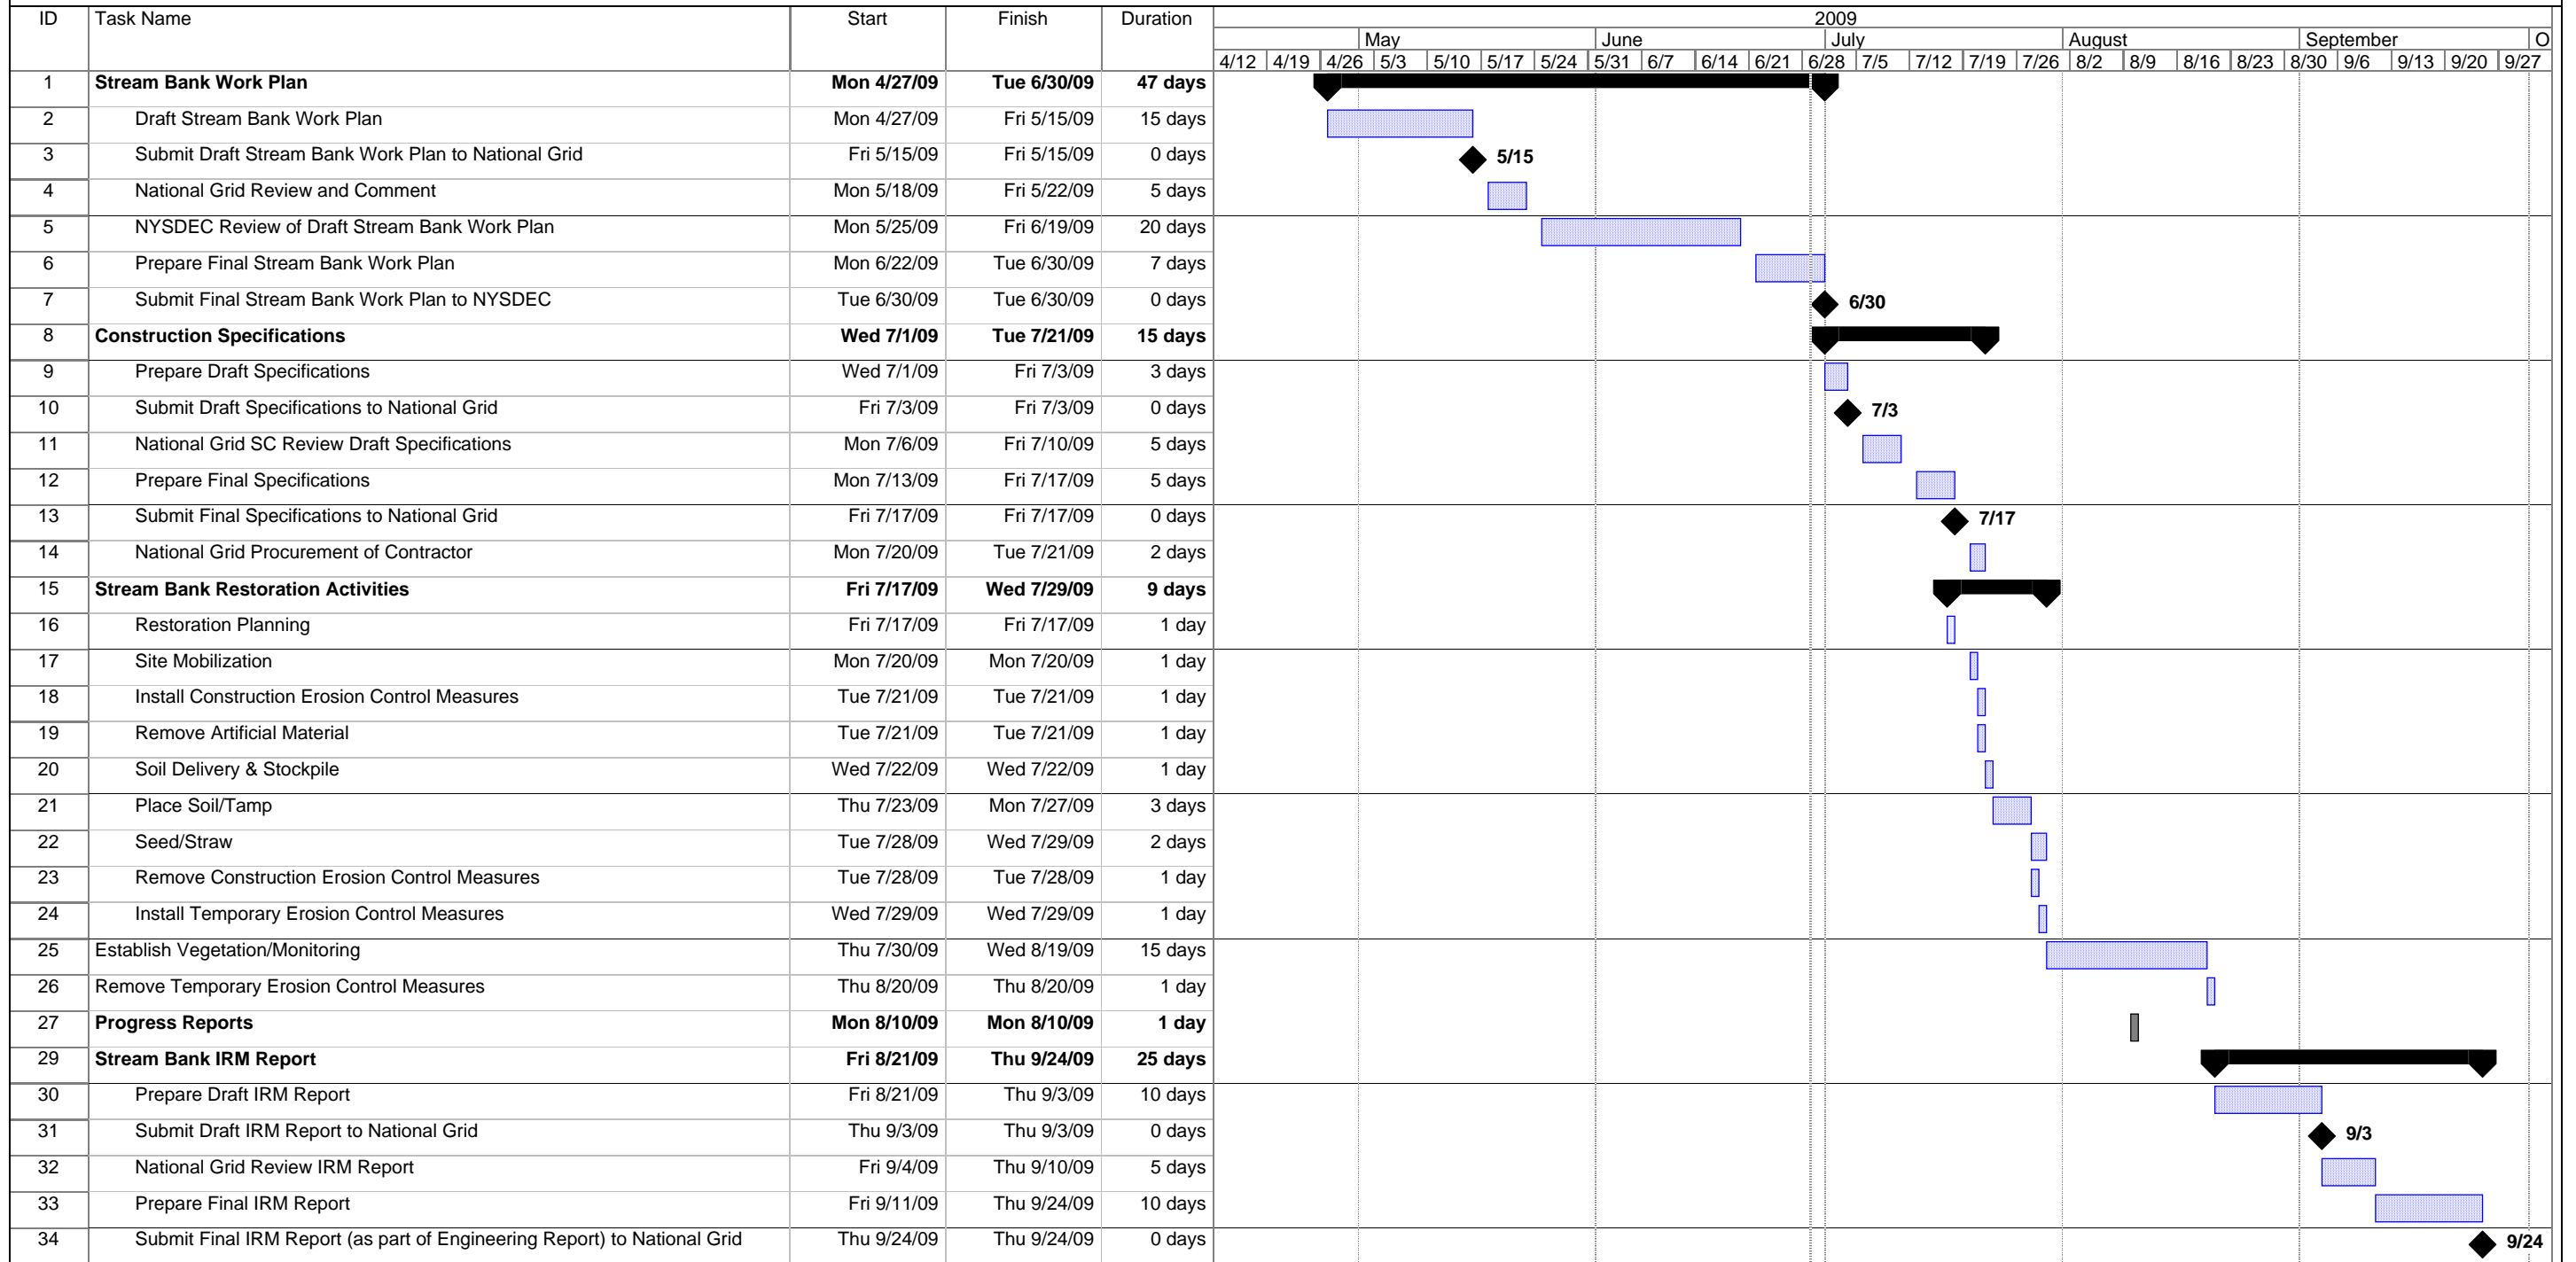 ID Task Name Start Finish Duration 2009
May June July August September O
4/12 4/19 4/26 5/3 5/10 5/17 5/24 5/31 6/7 6/14 6/21 6/28 7/5 7/12 7/19 7/26 8/2 8/9 8/16 8/23 8/30 9/6 9/13 9/20 9/27
1 Stream Bank Work Plan Mon 4/27/09 Tue 6/30/09 47 days
2 Draft Stream Bank Work Plan Mon 4/27/09 Fri 5/15/09 15 days
3 Submit Draft Stream Bank Work Plan to National Grid Fri 5/15/09 Fri 5/15/09 0 days 5/15
4 National Grid Review and Comment Mon 5/18/09 Fri 5/22/09 5 days
5 NYSDEC Review of Draft Stream Bank Work Plan Mon 5/25/09 Fri 6/19/09 20 days
6 Prepare Final Stream Bank Work Plan Mon 6/22/09 Tue 6/30/09 7 days
7 Submit Final Stream Bank Work Plan to NYSDEC Tue 6/30/09 Tue 6/30/09 0 days 6/30
8 Construction Specifications Wed 7/1/09 Tue 7/21/09 15 days
9 Prepare Draft Specifications Wed 7/1/09 Fri 7/3/09 3 days
10 Submit Draft Specifications to National Grid Fri 7/3/09 Fri 7/3/09 0 days 7/3
11 National Grid SC Review Draft Specifications Mon 7/6/09 Fri 7/10/09 5 days
12 Prepare Final Specifications Mon 7/13/09 Fri 7/17/09 5 days
13 Submit Final Specifications to National Grid Fri 7/17/09 Fri 7/17/09 0 days 7/17
14 National Grid Procurement of Contractor Mon 7/20/09 Tue 7/21/09 2 days
15 Stream Bank Restoration Activities Fri 7/17/09 Wed 7/29/09 9 days
16 Restoration Planning Fri 7/17/09 Fri 7/17/09 1 day
17 Site Mobilization Mon 7/20/09 Mon 7/20/09 1 day
18 Install Construction Erosion Control Measures Tue 7/21/09 Tue 7/21/09 1 day
19 Remove Artificial Material Tue 7/21/09 Tue 7/21/09 1 day
20 Soil Delivery & Stockpile Wed 7/22/09 Wed 7/22/09 1 day
21 Place Soil/Tamp Thu 7/23/09 Mon 7/27/09 3 days
22 Seed/Straw Tue 7/28/09 Wed 7/29/09 2 days
23 Remove Construction Erosion Control Measures Tue 7/28/09 Tue 7/28/09 1 day
24 Install Temporary Erosion Control Measures Wed 7/29/09 Wed 7/29/09 1 day
25 Establish Vegetation/Monitoring Thu 7/30/09 Wed 8/19/09 15 days
26 Remove Temporary Erosion Control Measures Thu 8/20/09 Thu 8/20/09 1 day
27 Progress Reports Mon 8/10/09 Mon 8/10/09 1 day
29 Stream Bank IRM Report Fri 8/21/09 Thu 9/24/09 25 days
30 Prepare Draft IRM Report Fri 8/21/09 Thu 9/3/09 10 days
31 Submit Draft IRM Report to National Grid Thu 9/3/09 Thu 9/3/09 0 days 9/3
32 National Grid Review IRM Report Fri 9/4/09 Thu 9/10/09 5 days
33 Prepare Final IRM Report Fri 9/11/09 Thu 9/24/09 10 days
34 Submit Final IRM Report (as part of Engineering Report) to National Grid Thu 9/24/09 Thu 9/24/09 0 days 9/24